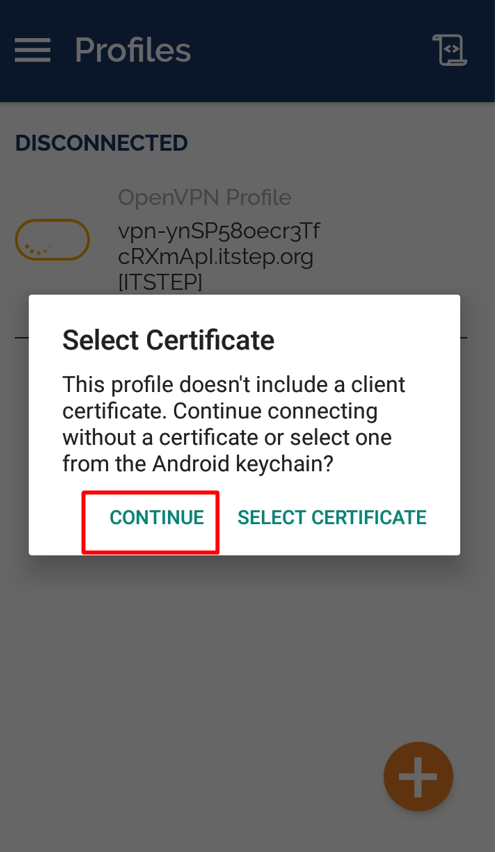 Profiles
DISCONNECTED
OpenVPN Profile
vpn-ynSP58oecr3Tf
cRXmApI.itstep.org
[ITSTEP]
Select Certificate
This profile doesn't include a client
certificate. Continue connecting
without a certificate or select one
from the Android keychain?
CONTINUE SELECT CERTIFICATE